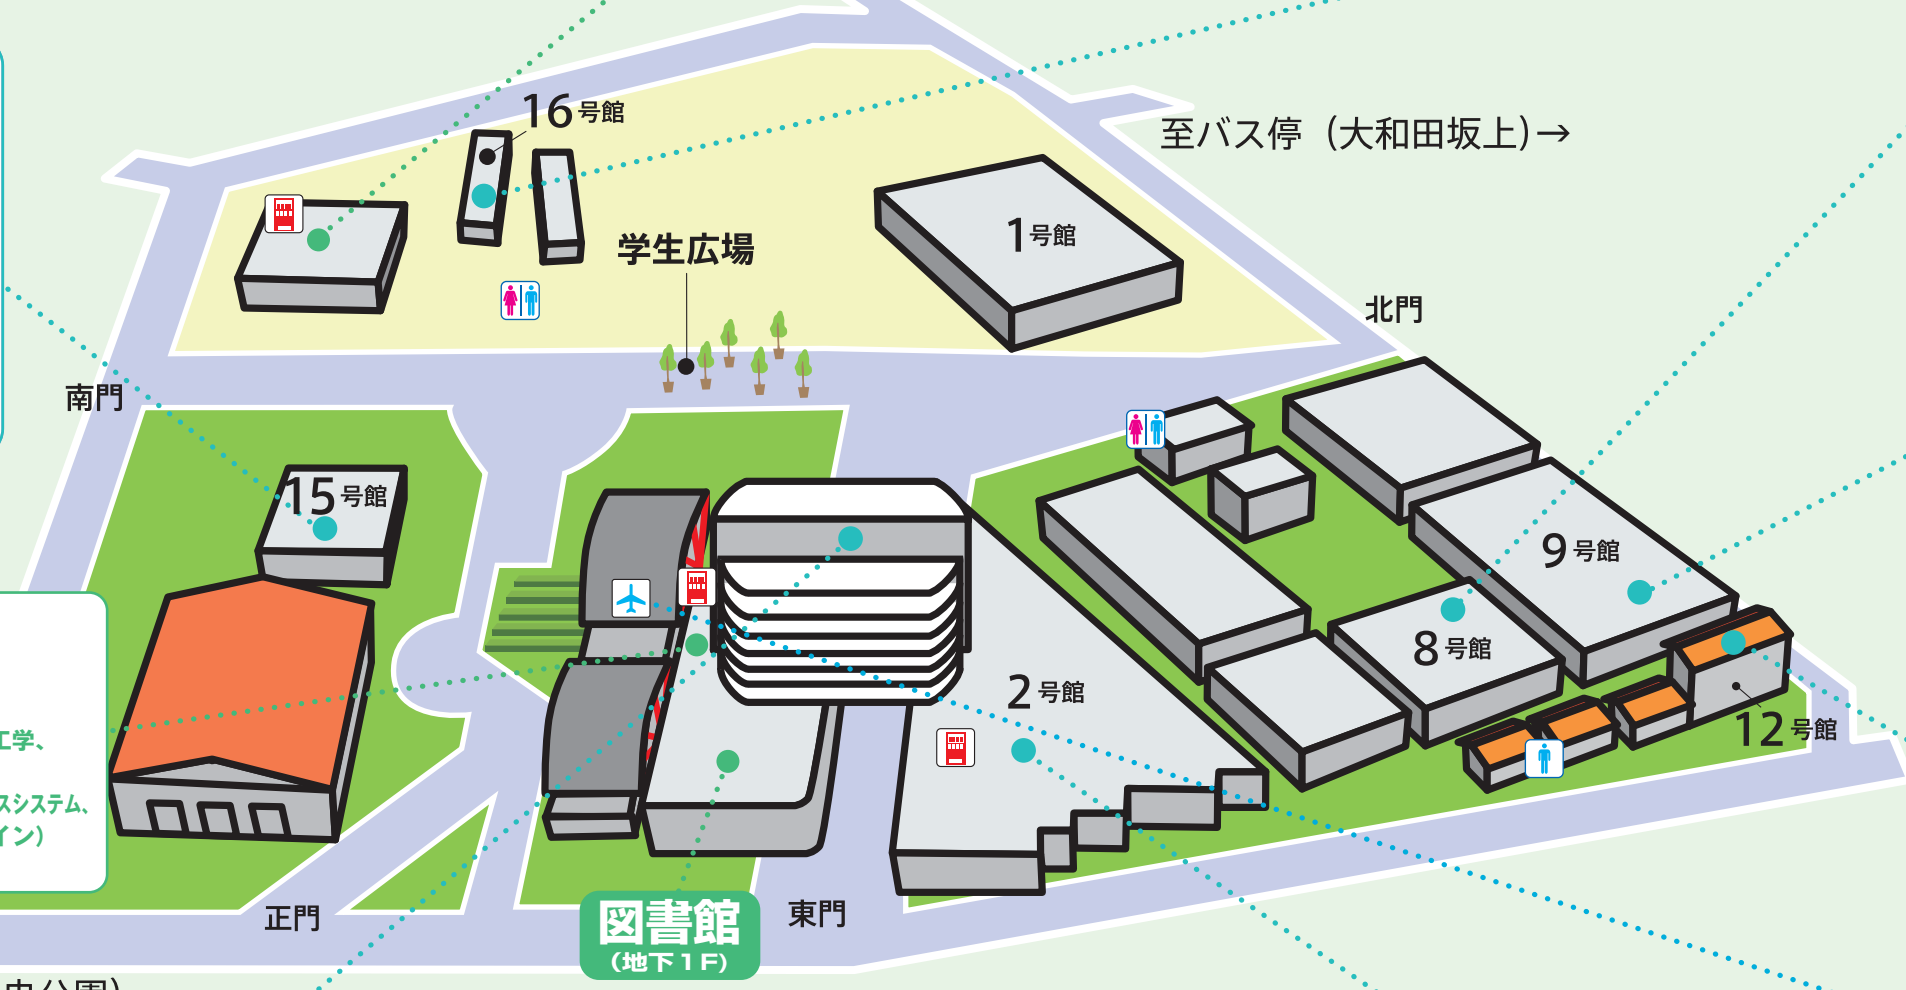 16号館
至バス停（大和田坂上）→
学生広場
1号館
北門
南門
15号館
9号館
8号館
2号館
12号館
工学、
スシステム、
イン）
正門
東門
図書館
（地下1F）
中公園）